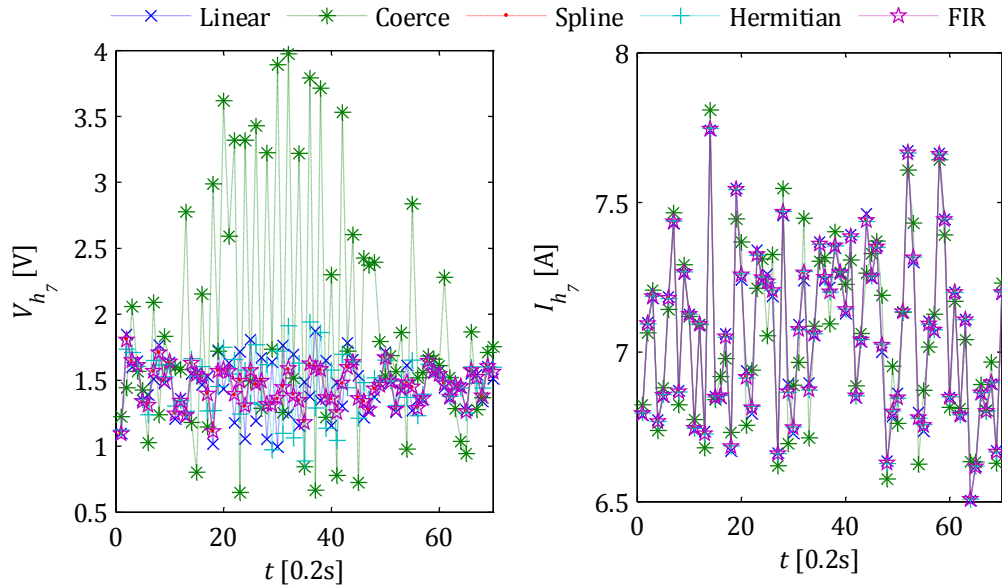 Linear Coerce Spline Hermitian FIR
4
3.5
3
2.5
2
1.5
1
0.5
0 20 40 60
V_{h_7} [V]
t [0.2s]
8
7.5
7
6.5
0 20 40 60
I_{h_7} [A]
t [0.2s]